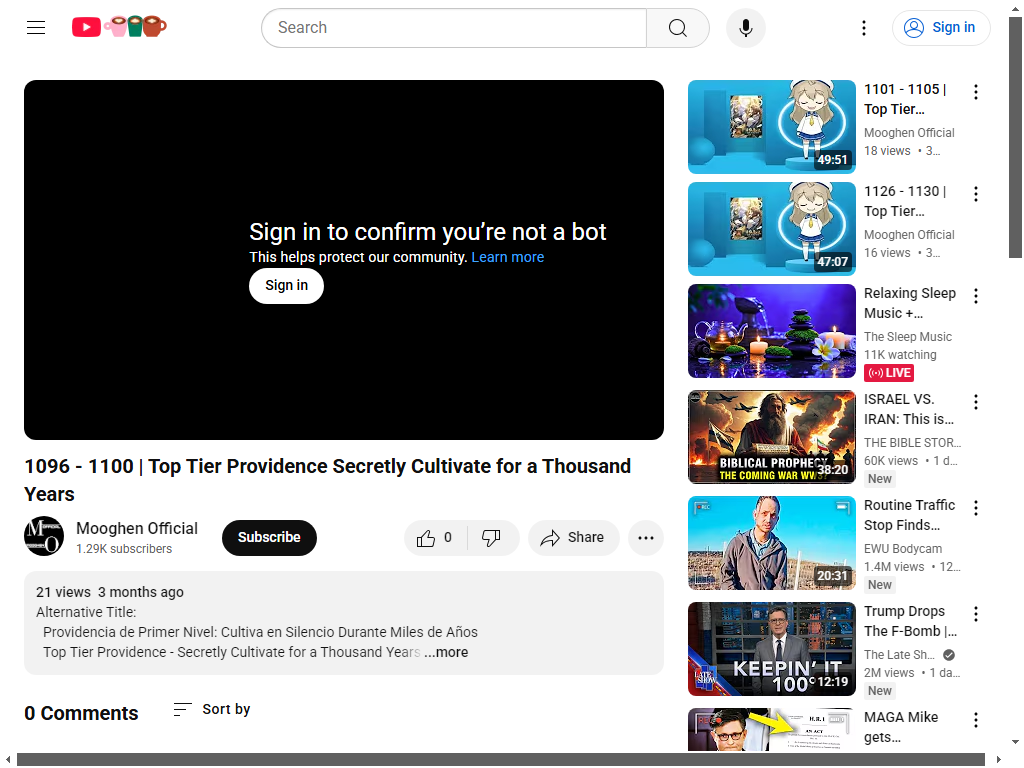 Search
Sign in
Sign in to confirm you’re not a bot
This helps protect our community. Learn more
Sign in
1096 - 1100 | Top Tier Providence Secretly Cultivate for a Thousand
Years
Mooghen Official
1.29K subscribers
Subscribe
0
Share
21 views  3 months ago
Alternative Title:
Providencia de Primer Nivel: Cultiva en Silencio Durante Miles de Años
Top Tier Providence - Secretly Cultivate for a Thousand Years ...more
0 Comments
Sort by
49:51
1101 - 1105 |
Top Tier…
Mooghen Official
18 views • 3…
47:07
1126 - 1130 |
Top Tier…
Mooghen Official
16 views • 3…
Relaxing Sleep
Music +…
The Sleep Music
11K watching
LIVE
BIBLICAL PROPHECY
THE COMING WAR WW3!
38:20
ISRAEL VS.
IRAN: This is…
THE BIBLE STOR…
60K views • 1 d…
New
REC
20:31
Routine Traffic
Stop Finds…
EWU Bodycam
1.4M views • 12…
New
LATE SHOW
KEEPIN' IT
100%
12:19
Trump Drops
The F-Bomb |…
The Late Sh…
2M views • 1 da…
New
H.R. 1
AN ACT
MAGA Mike
gets…